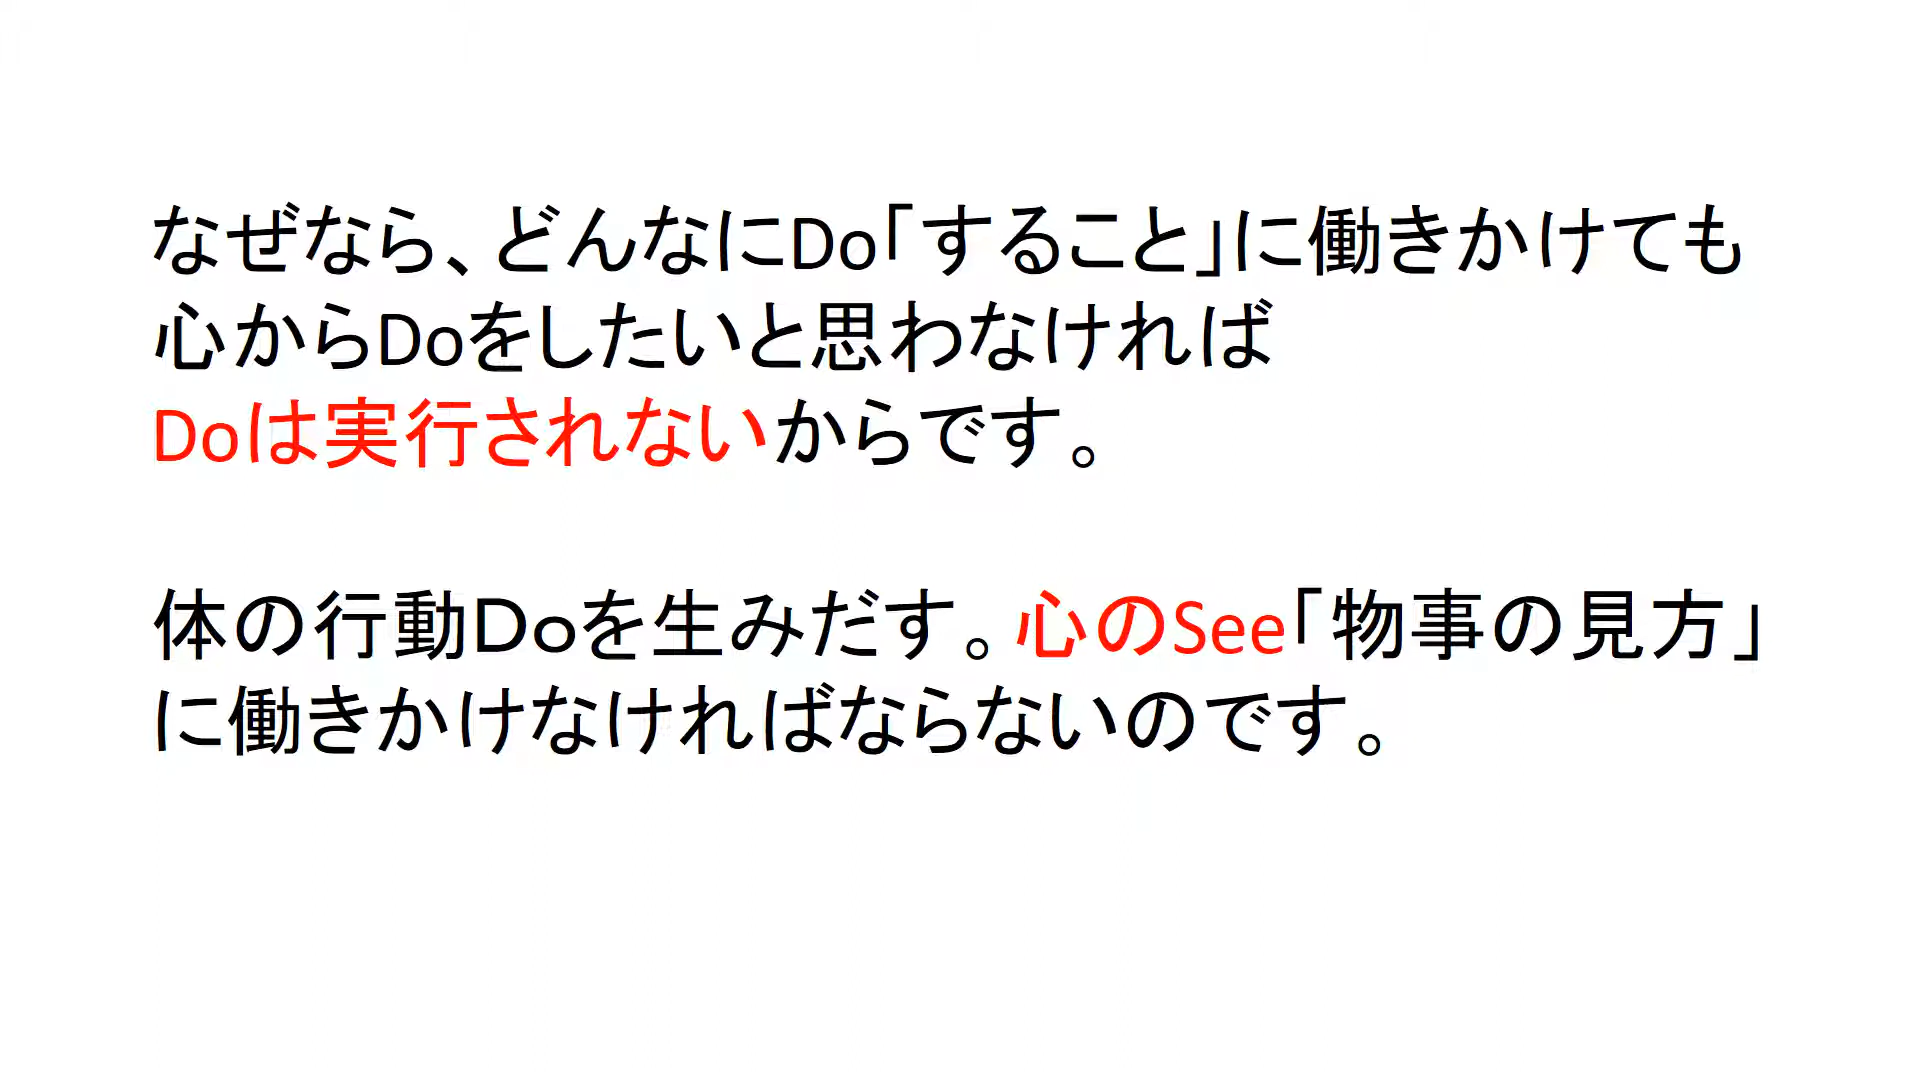 なぜなら、どんなにDo「すること」に働きかけても
心からDoをしたいと思わなければ
Doは実行されないからです。
体の行動Ｄｏを生みだす。心のSee「物事の見方」
に働きかけなければならないのです。